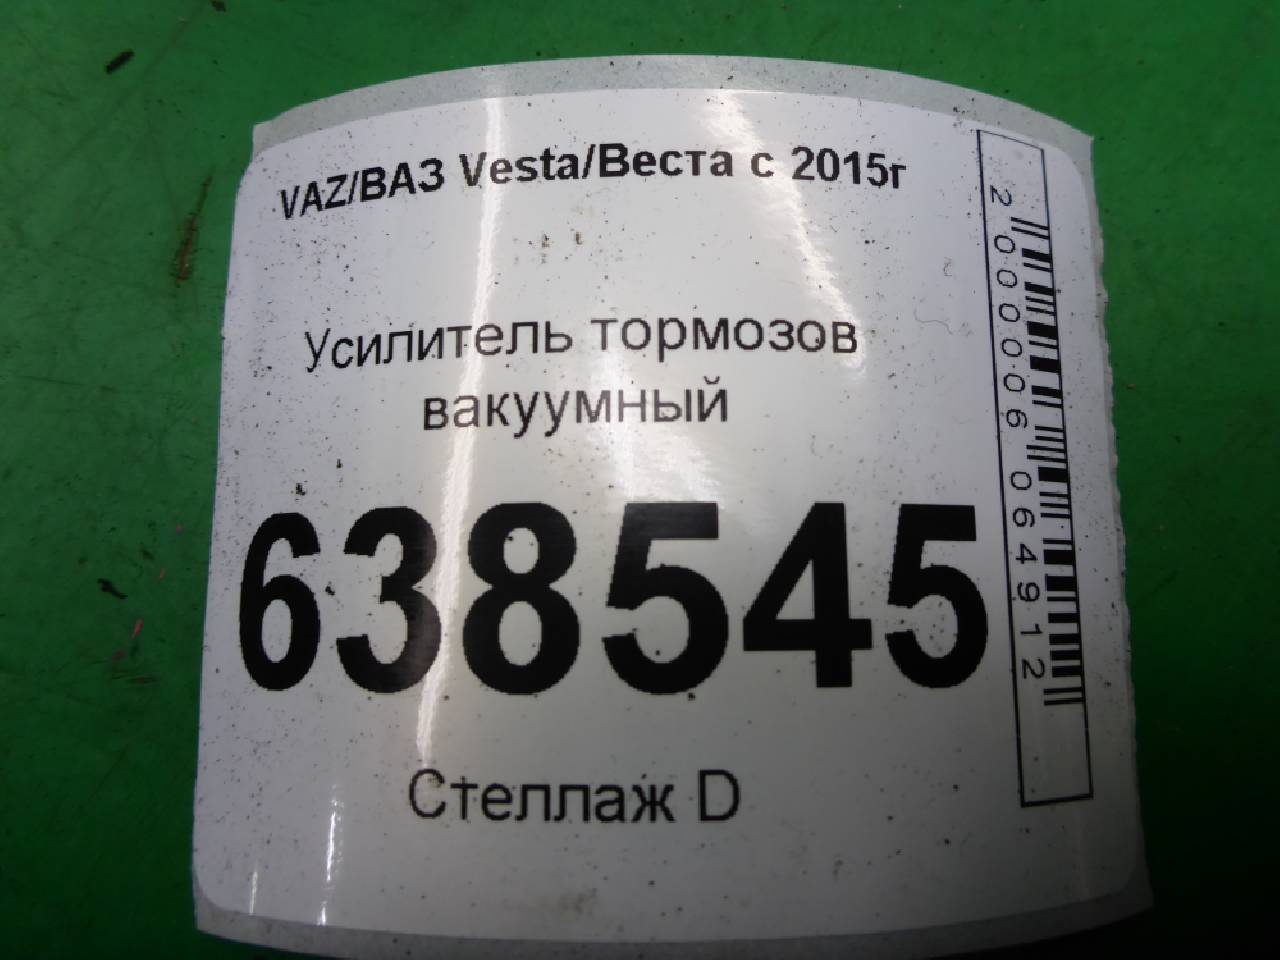 VAZ/ВАЗ Vesta/Веста с 2015г
Усилитель тормозов
вакуумный
638545
Стеллаж D
2000006064912